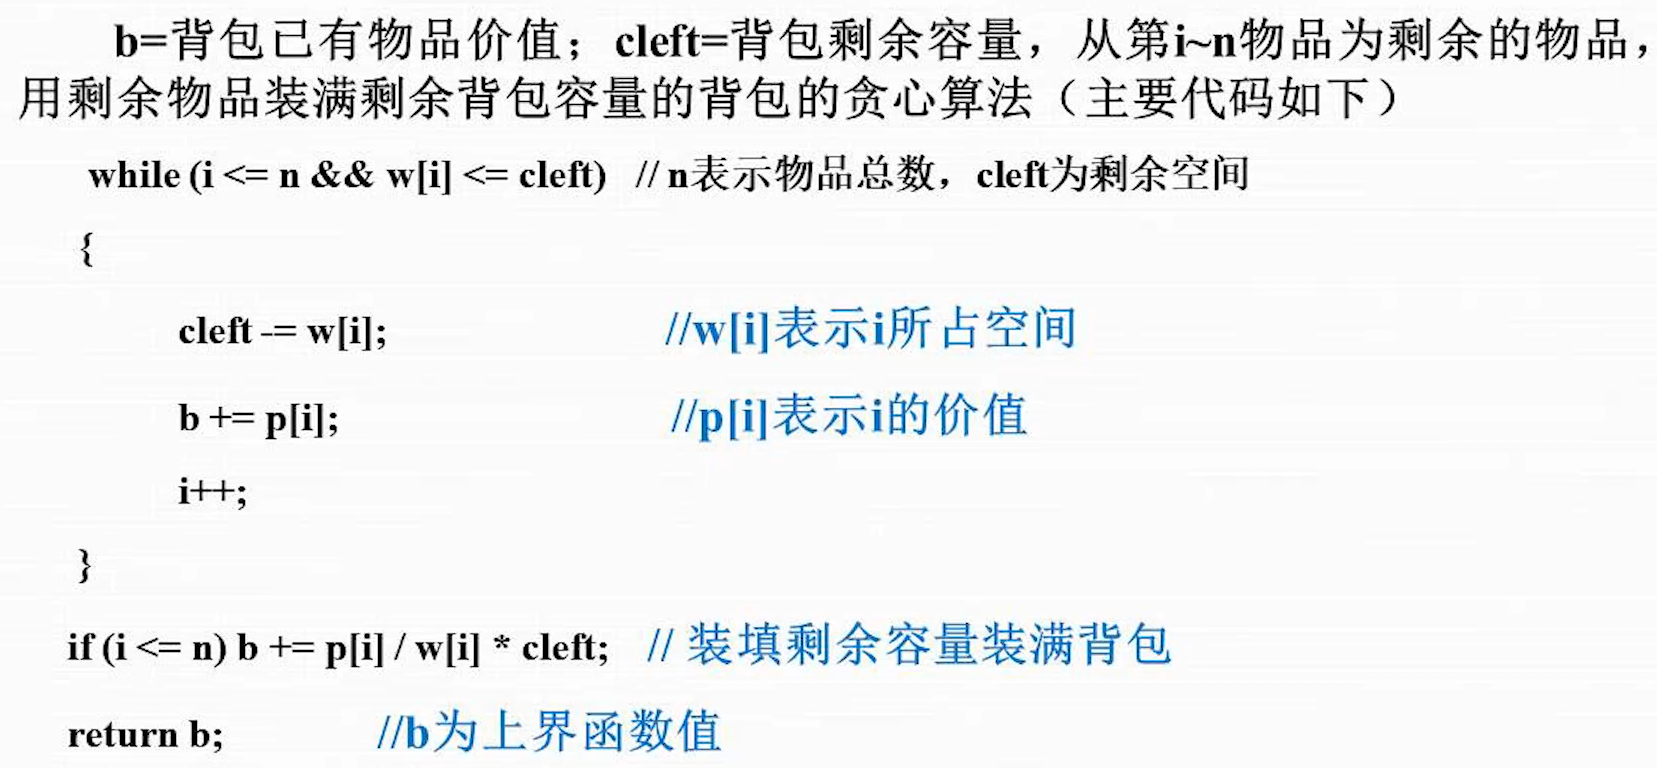 b=背包已有物品价值；cleft=背包剩余容量，从第i~n物品为剩余的物品，
用剩余物品装满剩余背包容量的背包的贪心算法（主要代码如下）
while (i <= n && w[i] <= cleft) // n表示物品总数，cleft为剩余空间
{
cleft -= w[i]; //w[i]表示i所占空间
b += p[i]; //p[i]表示i的价值
i++;
}
if (i <= n) b += p[i] / w[i] * cleft; // 装填剩余容量装满背包
return b; //b为上界函数值